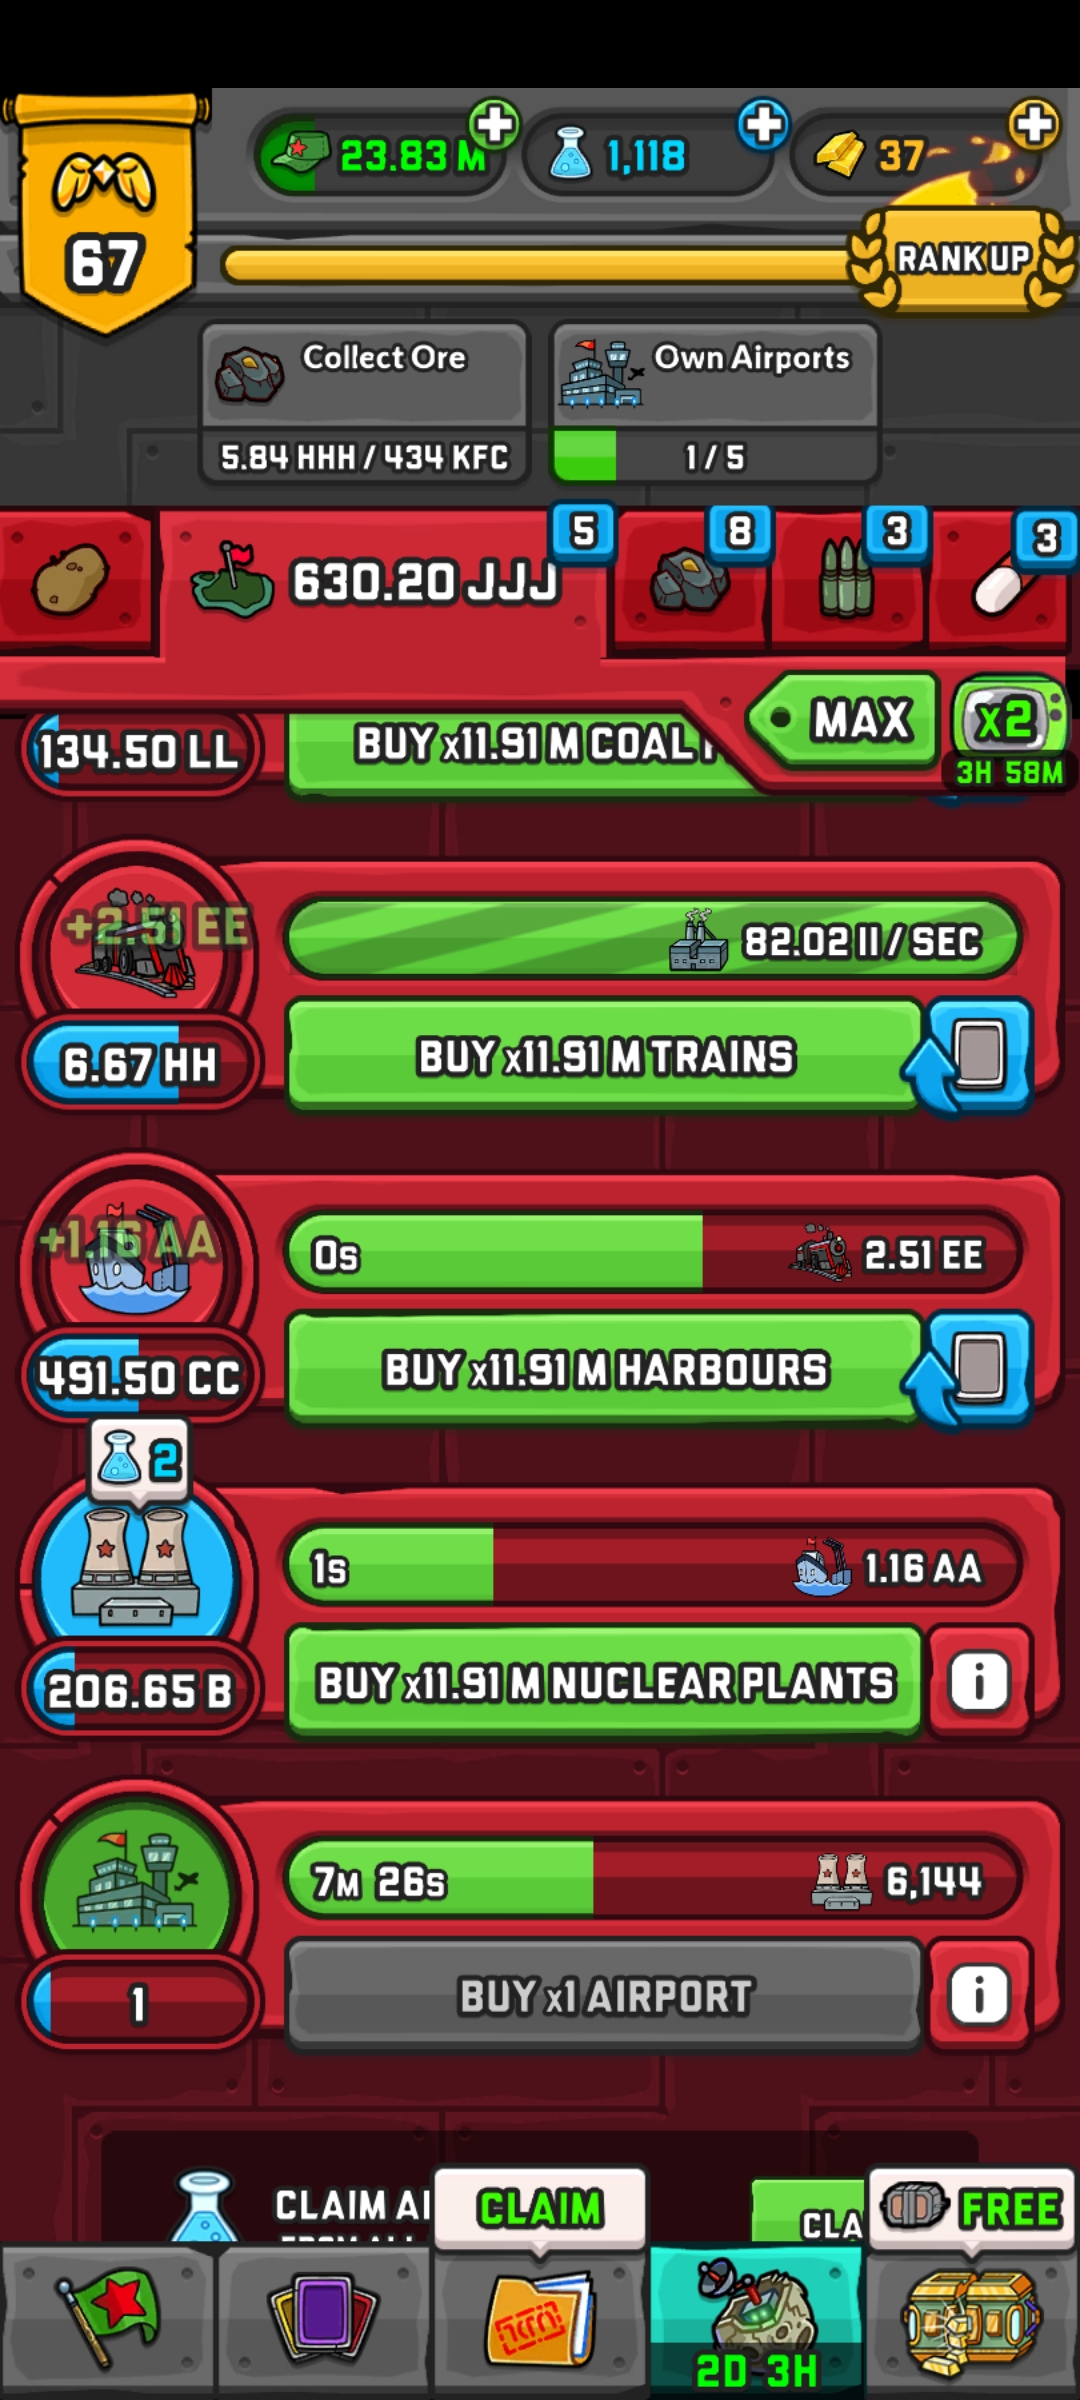 23.83 M
1,118
37
67
RANK UP
Collect Ore
Own Airports
5.84 HHH / 434 KFC
1 / 5
5
8
3
3
630.20 JJJ
MAX
x2
3H 58M
134.50 LL
BUY x11.91 M COAL
+2.51 EE
82.02 II / SEC
6.67 HH
BUY x11.91 M TRAINS
+1.16 AA
0s
2.51 EE
491.50 CC
BUY x11.91 M HARBOURS
2
1s
1.16 AA
206.65 B
BUY x11.91 M NUCLEAR PLANTS
i
7M 26s
6,144
1
BUY x1 AIRPORT
i
CLAIM
CLAIM
FREE
2D 3H